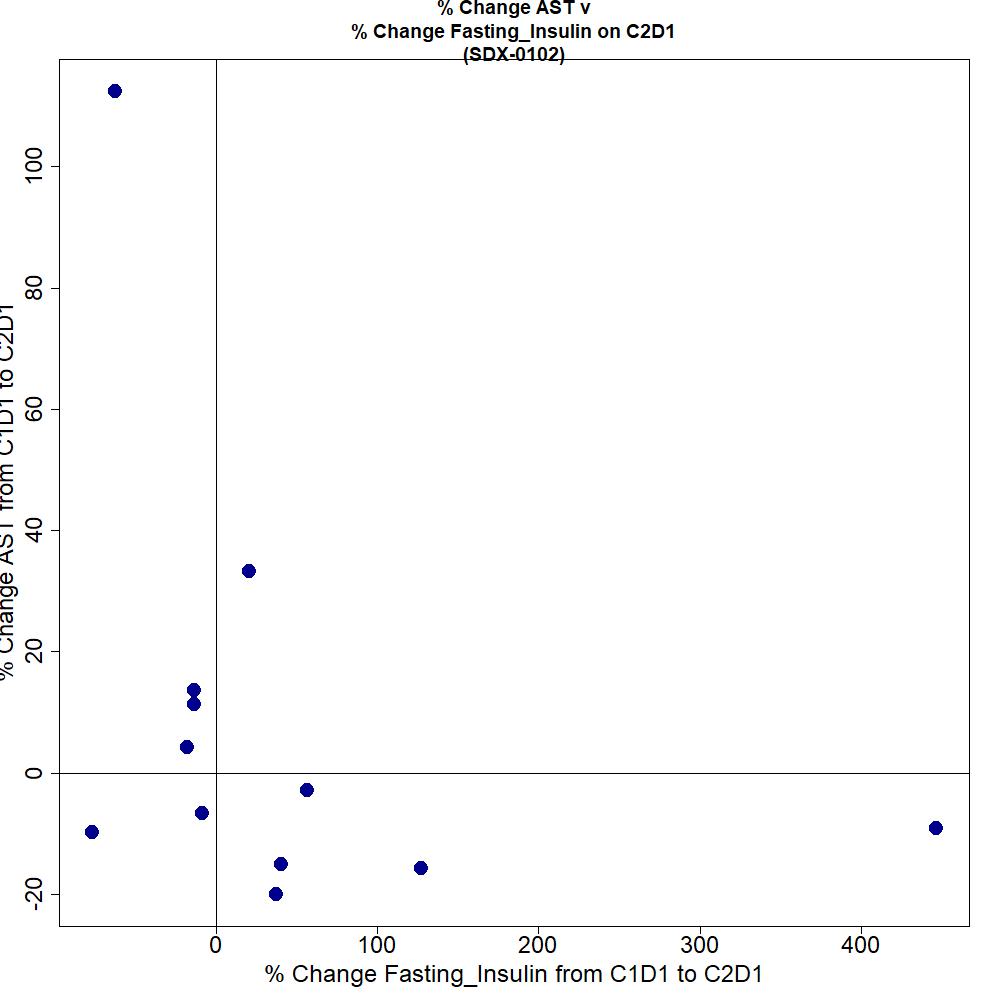 % Change AST v
% Change Fasting_Insulin on C2D1
(SDX-0102)
% Change AST from C1D1 to C2D1
100
80
60
40
20
0
-20
0 100 200 300 400
% Change Fasting_Insulin from C1D1 to C2D1